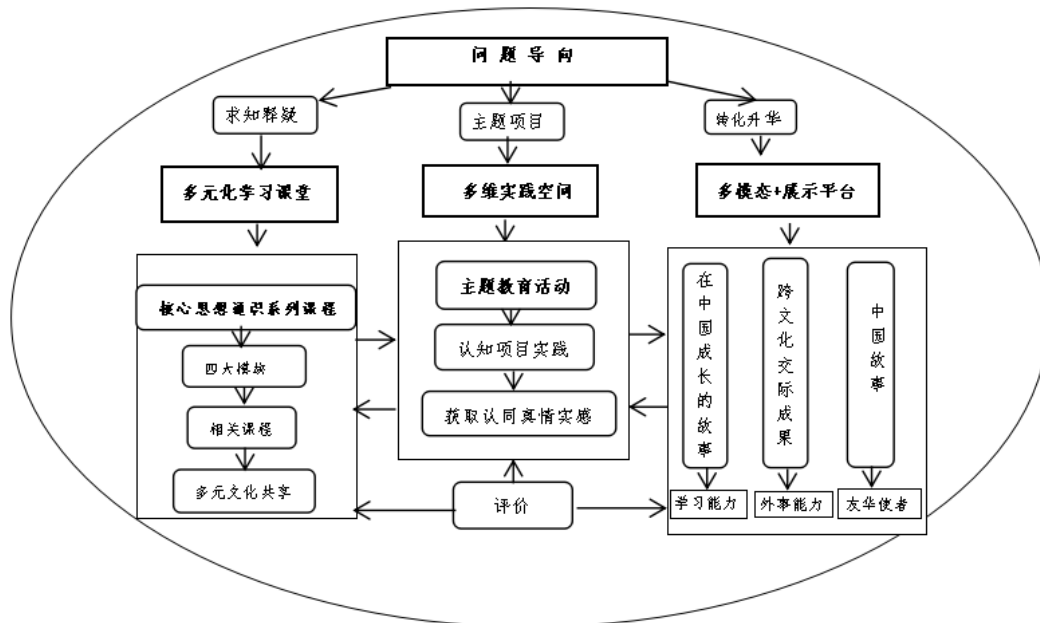 问 题 导 向
求知释疑
主题项目
转化升华
多元化学习课堂
多维实践空间
多模态+展示平台
核心思想通识系列课程
四大模块
相关课程
多元文化共享
主题教育活动
认知项目实践
获取认同真情实感
在中国成长的故事
跨文化交际成果
中国故事
学习能力
外事能力
友华使者
评价